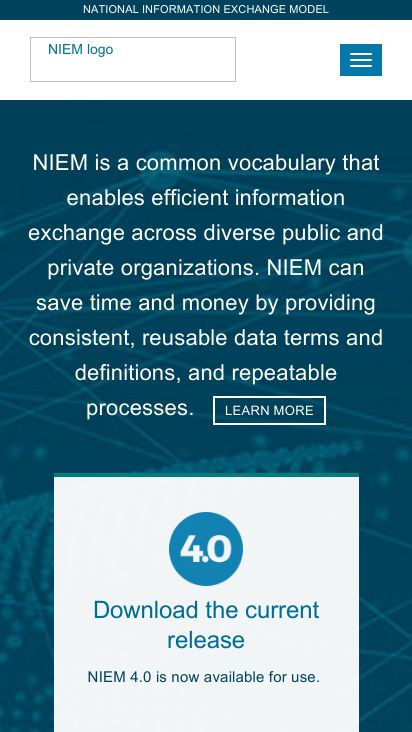 NATIONAL INFORMATION EXCHANGE MODEL
NIEM logo
NIEM is a common vocabulary that
enables efficient information
exchange across diverse public and
private organizations. NIEM can
save time and money by providing
consistent, reusable data terms and
definitions, and repeatable
processes. LEARN MORE
4.0
Download the current
release
NIEM 4.0 is now available for use.